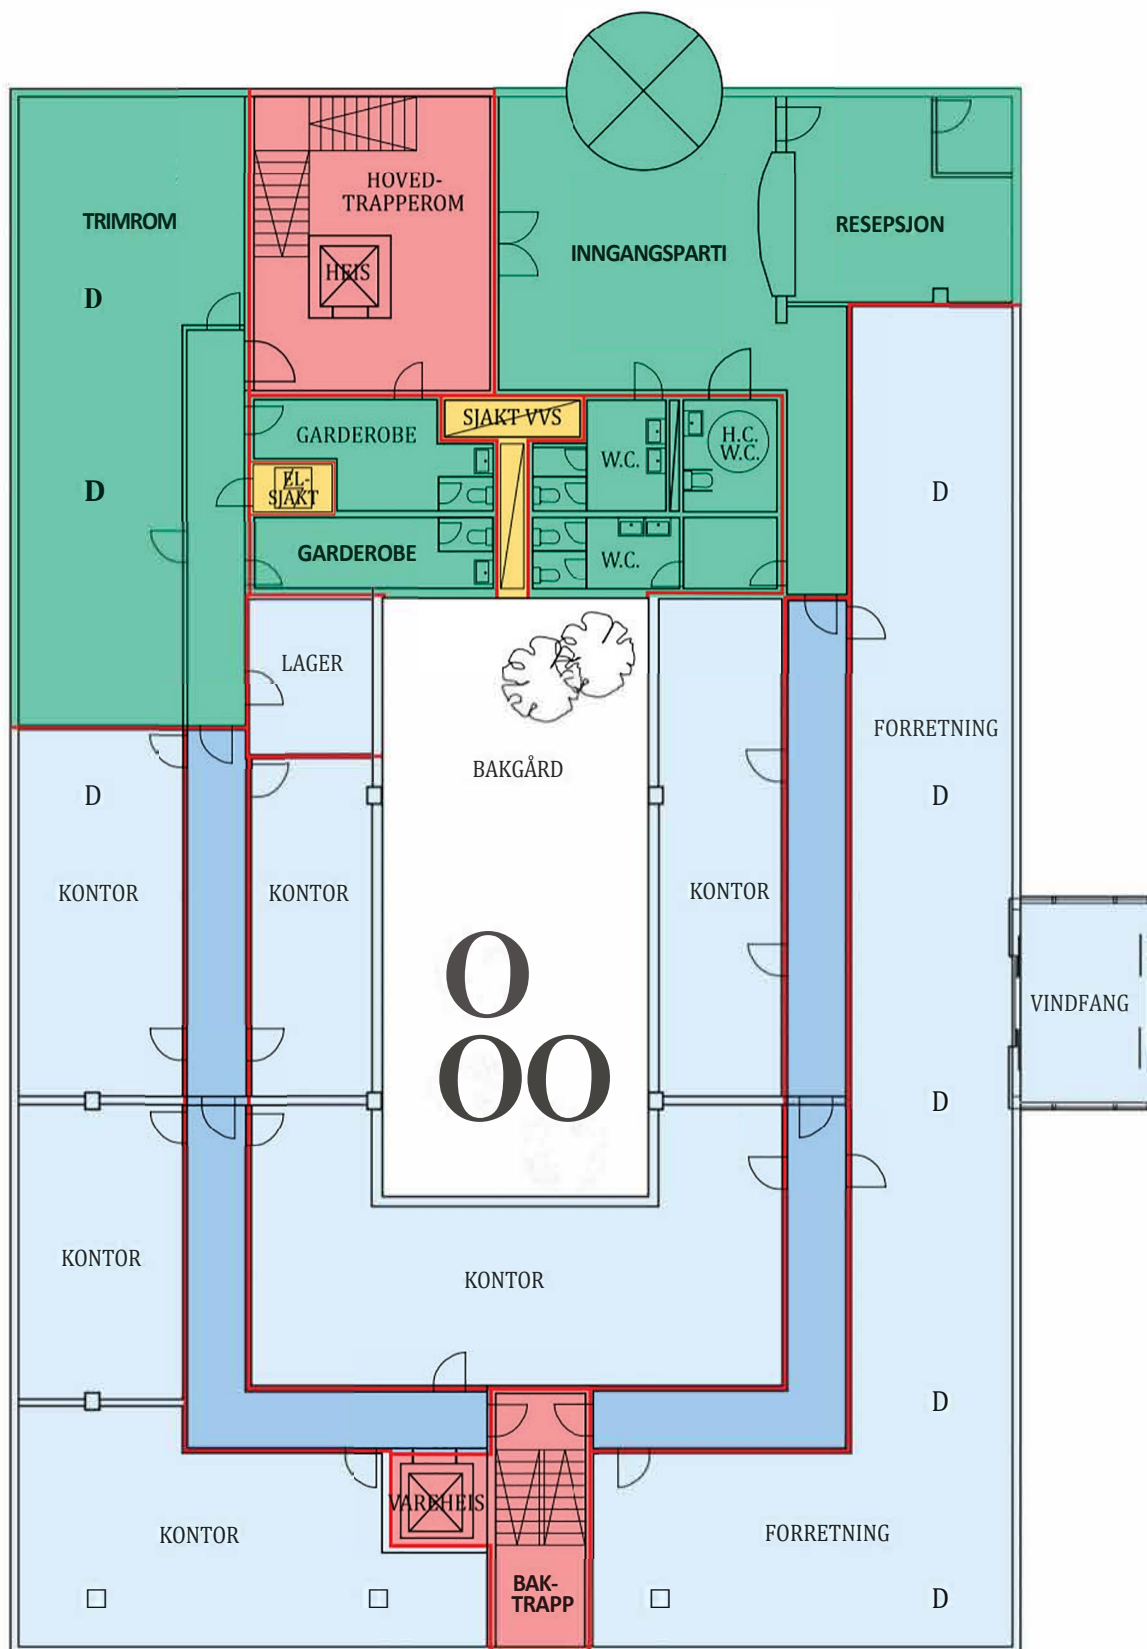 HOVED-
TRAPPEROM
TRIMROM
RESEPSJON
INNGANGSPARTI
HEIS
D
SJAKT VVS
GARDEROBE
H.C.
W.C.
W.C.
EL-
SJAKT
D
D
GARDEROBE
W.C.
LAGER
FORRETNING
BAKGÅRD
D
D
KONTOR
KONTOR
KONTOR
O
VINDFANG
OO
D
KONTOR
KONTOR
D
VAREHEIS
KONTOR
FORRETNING
BAK-
TRAPP
D